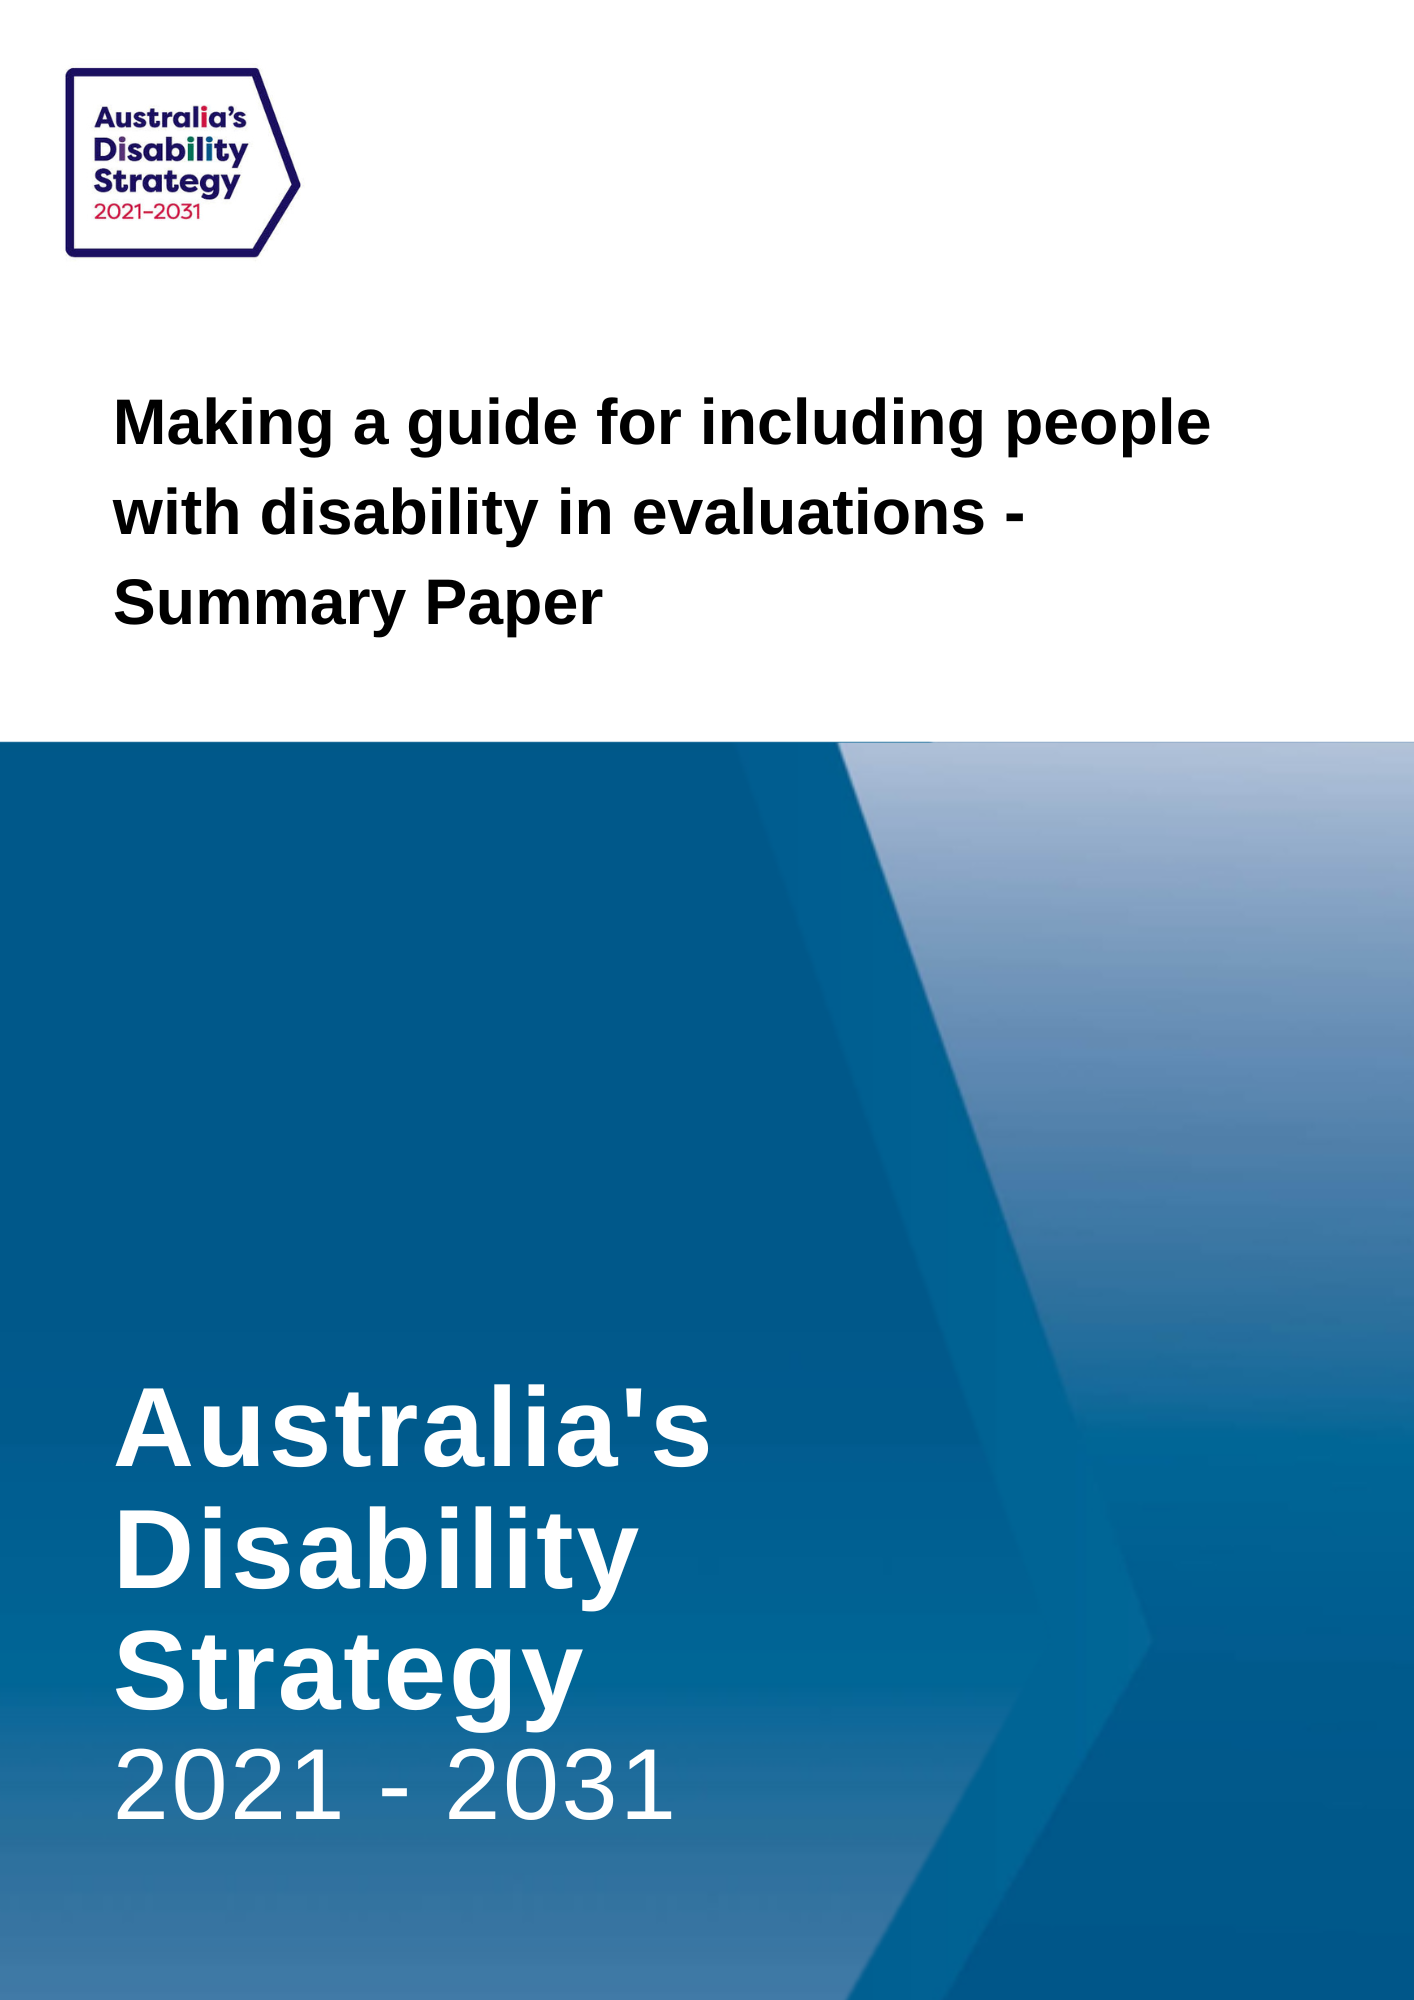 Australia’s
Disability
Strategy
2021–2031
Making a guide for including people
with disability in evaluations -
Summary Paper
Australia's
Disability
Strategy
2021 - 2031